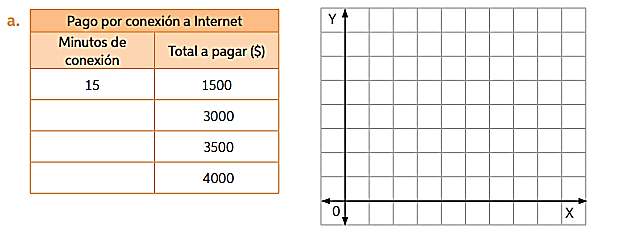 a.
Pago por conexión a Internet
Minutos de conexión Total a pagar ($)
15 1500
3000
3500
4000
Y
0 X